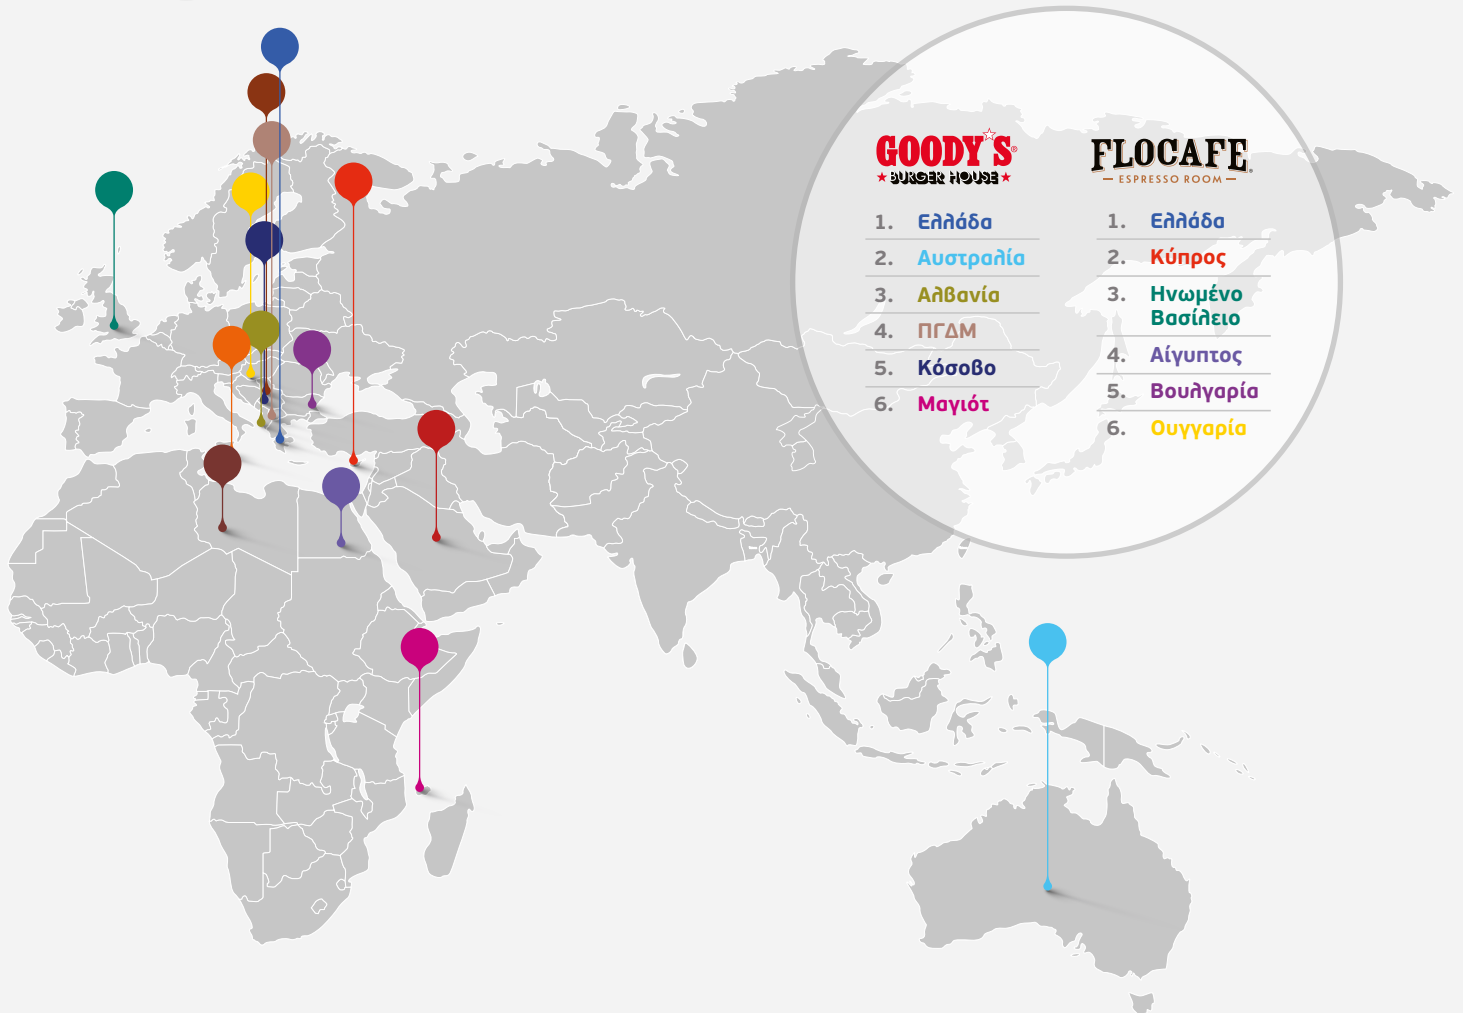 GOODY'S®
BURGER HOUSE
1. Ελλάδα
2. Αυστραλία
3. Αλβανία
4. ΠΓΔΜ
5. Κόσοβο
6. Μαγιότ
FLOCAFE®
ESPRESSO ROOM
1. Ελλάδα
2. Κύπρος
3. Ηνωμένο
Βασίλειο
4. Αίγυπτος
5. Βουλγαρία
6. Ουγγαρία